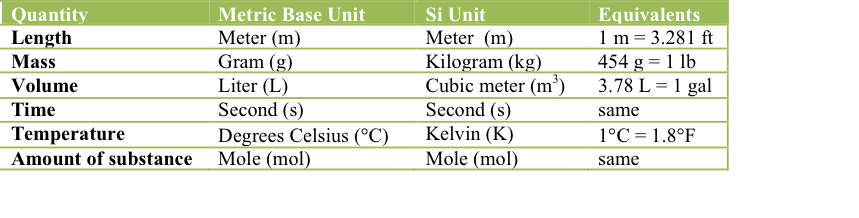 Quantity Metric Base Unit Si Unit Equivalents
Length Meter (m) Meter (m) 1 m = 3.281 ft
Mass Gram (g) Kilogram (kg) 454 g = 1 lb
Volume Liter (L) Cubic meter (m³) 3.78 L = 1 gal
Time Second (s) Second (s) same
Temperature Degrees Celsius (°C) Kelvin (K) 1°C = 1.8°F
Amount of substance Mole (mol) Mole (mol) same